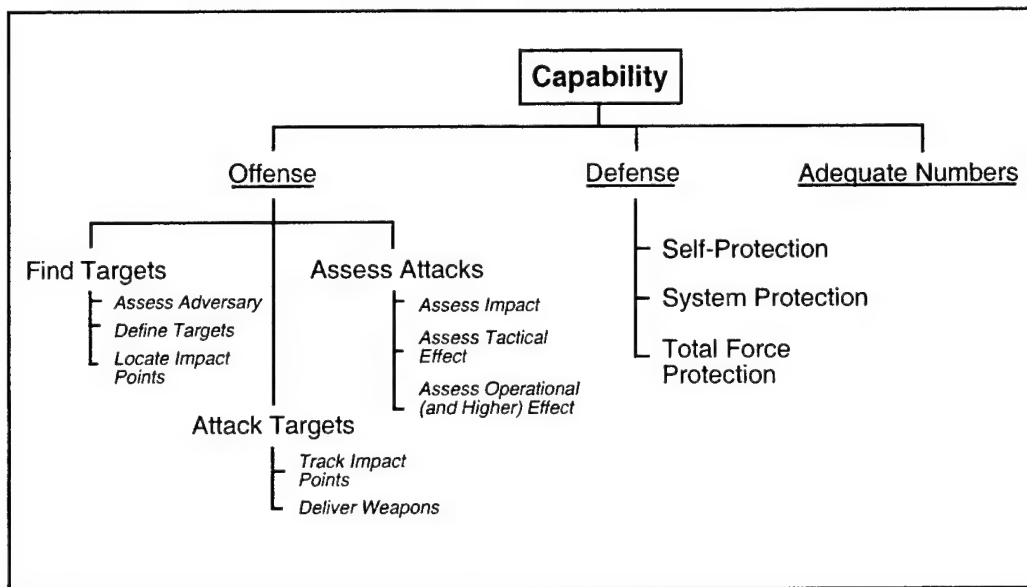 Capability
Offense
Defense
Adequate Numbers
Find Targets
Assess Adversary
Define Targets
Locate Impact
Points
Assess Attacks
Assess Impact
Assess Tactical
Effect
Assess Operational
(and Higher) Effect
Attack Targets
Track Impact
Points
Deliver Weapons
Self-Protection
System Protection
Total Force
Protection